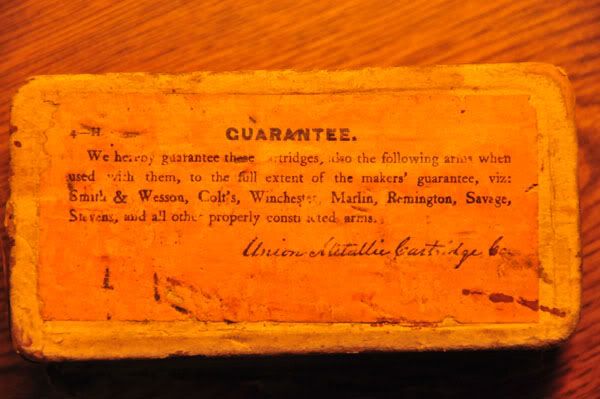 4—H
GUARANTEE.
We hereby guarantee these cartridges, also the following arms when
used with them, to the full extent of the makers' guarantee, viz:
Smith & Wesson, Colt's, Winchester, Marlin, Remington, Savage,
Stevens, and all other properly constructed arms.
Union Metallic Cartridge Co.